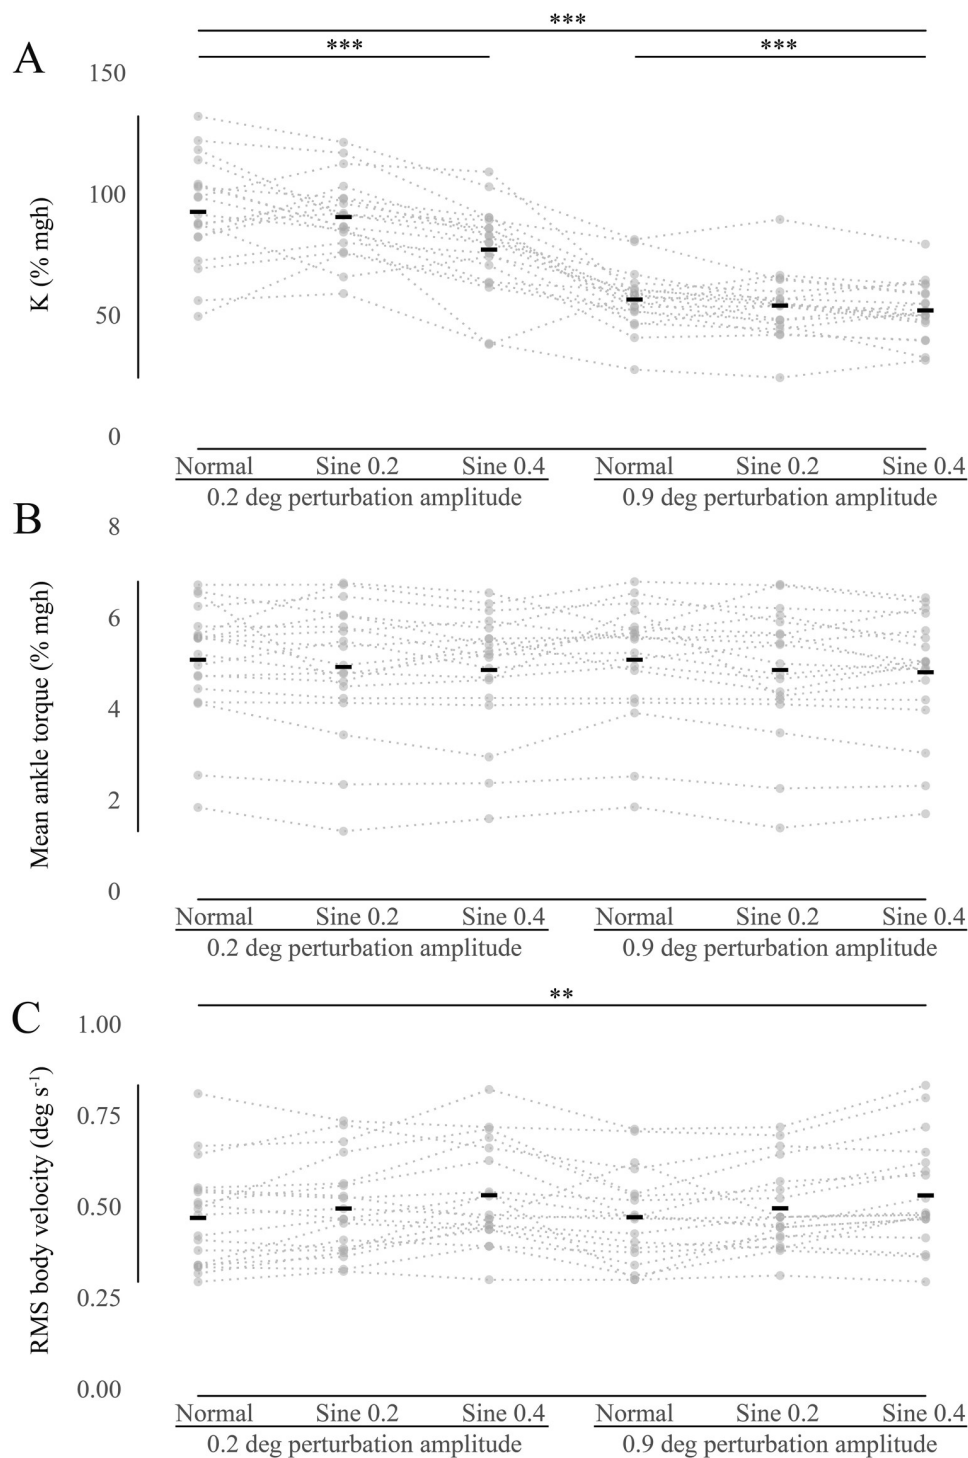 ***
*** ***
A
150
100
50
0
K (% mgh)
Normal Sine 0.2 Sine 0.4 Normal Sine 0.2 Sine 0.4
0.2 deg perturbation amplitude 0.9 deg perturbation amplitude
B
8
6
4
2
0
Mean ankle torque (% mgh)
Normal Sine 0.2 Sine 0.4 Normal Sine 0.2 Sine 0.4
0.2 deg perturbation amplitude 0.9 deg perturbation amplitude
**
C
1.00
0.75
0.50
0.25
0.00
RMS body velocity (deg s⁻¹)
Normal Sine 0.2 Sine 0.4 Normal Sine 0.2 Sine 0.4
0.2 deg perturbation amplitude 0.9 deg perturbation amplitude